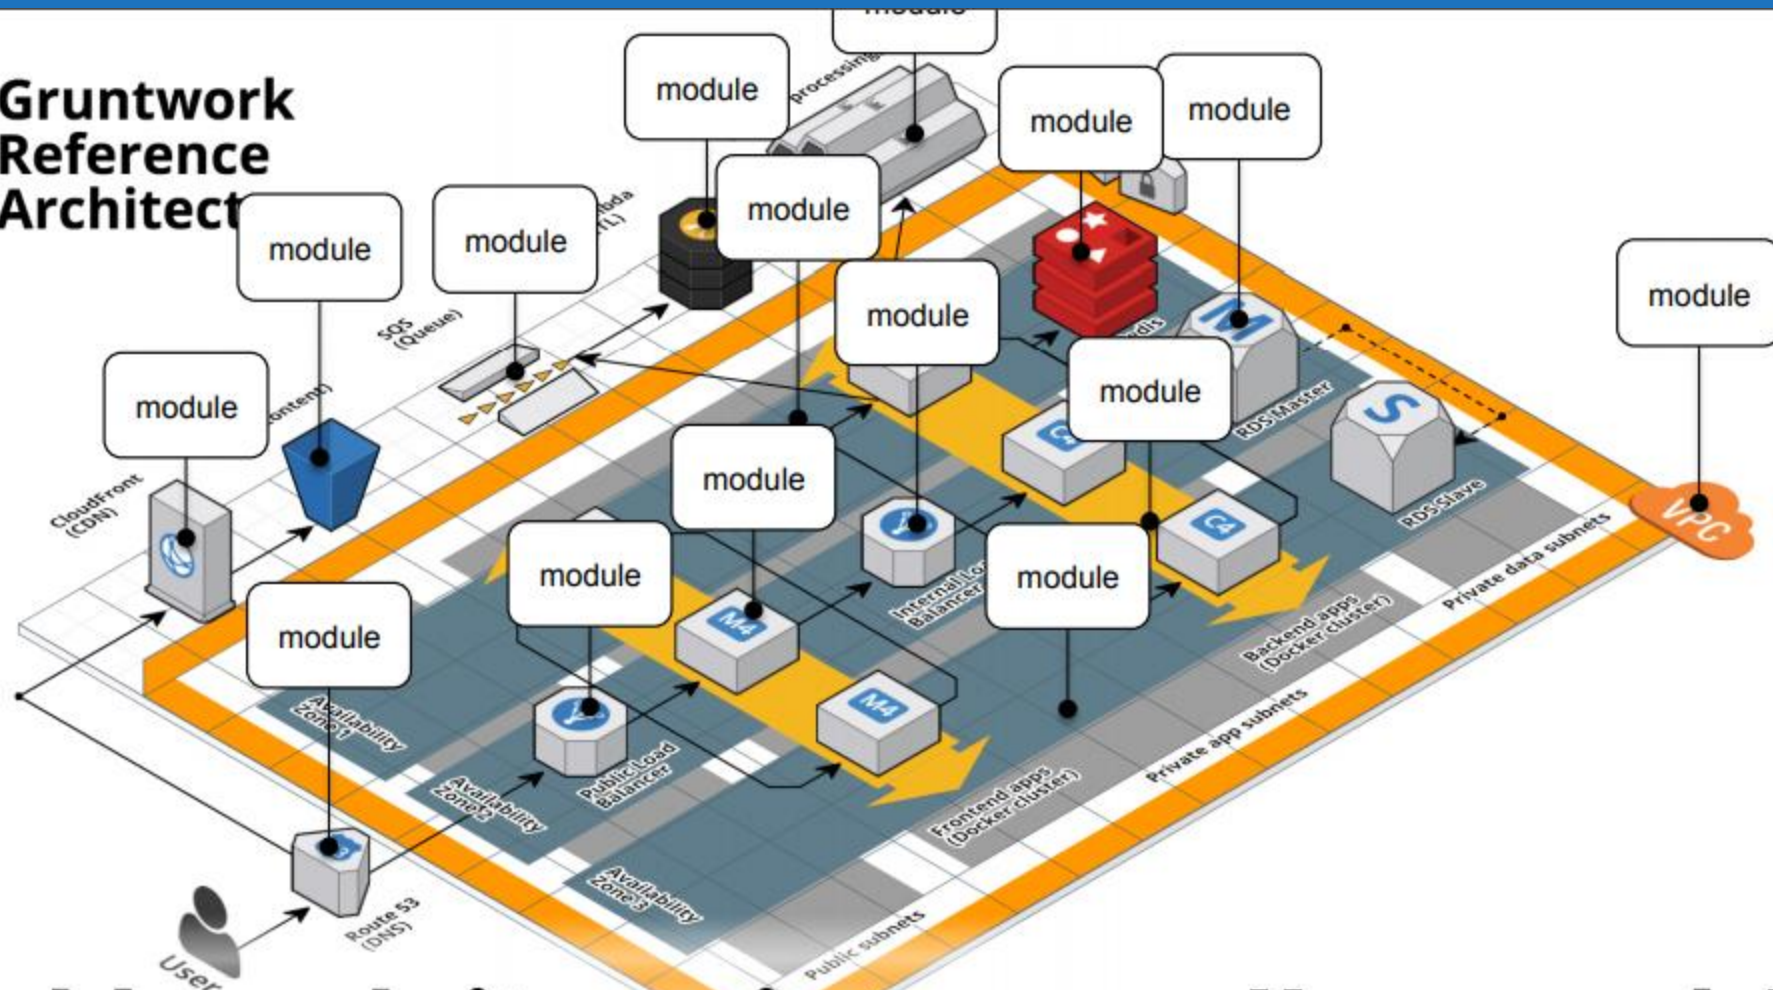 Gruntwork
Reference
Architect
module
module
processing
module
module
module
module
module
module
module
module
module
module
module
module
module
module
SQS
(Queue)
CloudFront
(CDN)
RDS Master
RDS Slave
VPC
M
S
C4
C4
M4
M4
Internal
Balancer
Public Load
Balancer
Availability
Zone 1
Availability
Zone 2
Availability
Zone 3
Frontend apps
(Docker cluster)
Backend apps
(Docker cluster)
Private data subnets
Private app subnets
Public subnets
Route 53
(DNS)
User